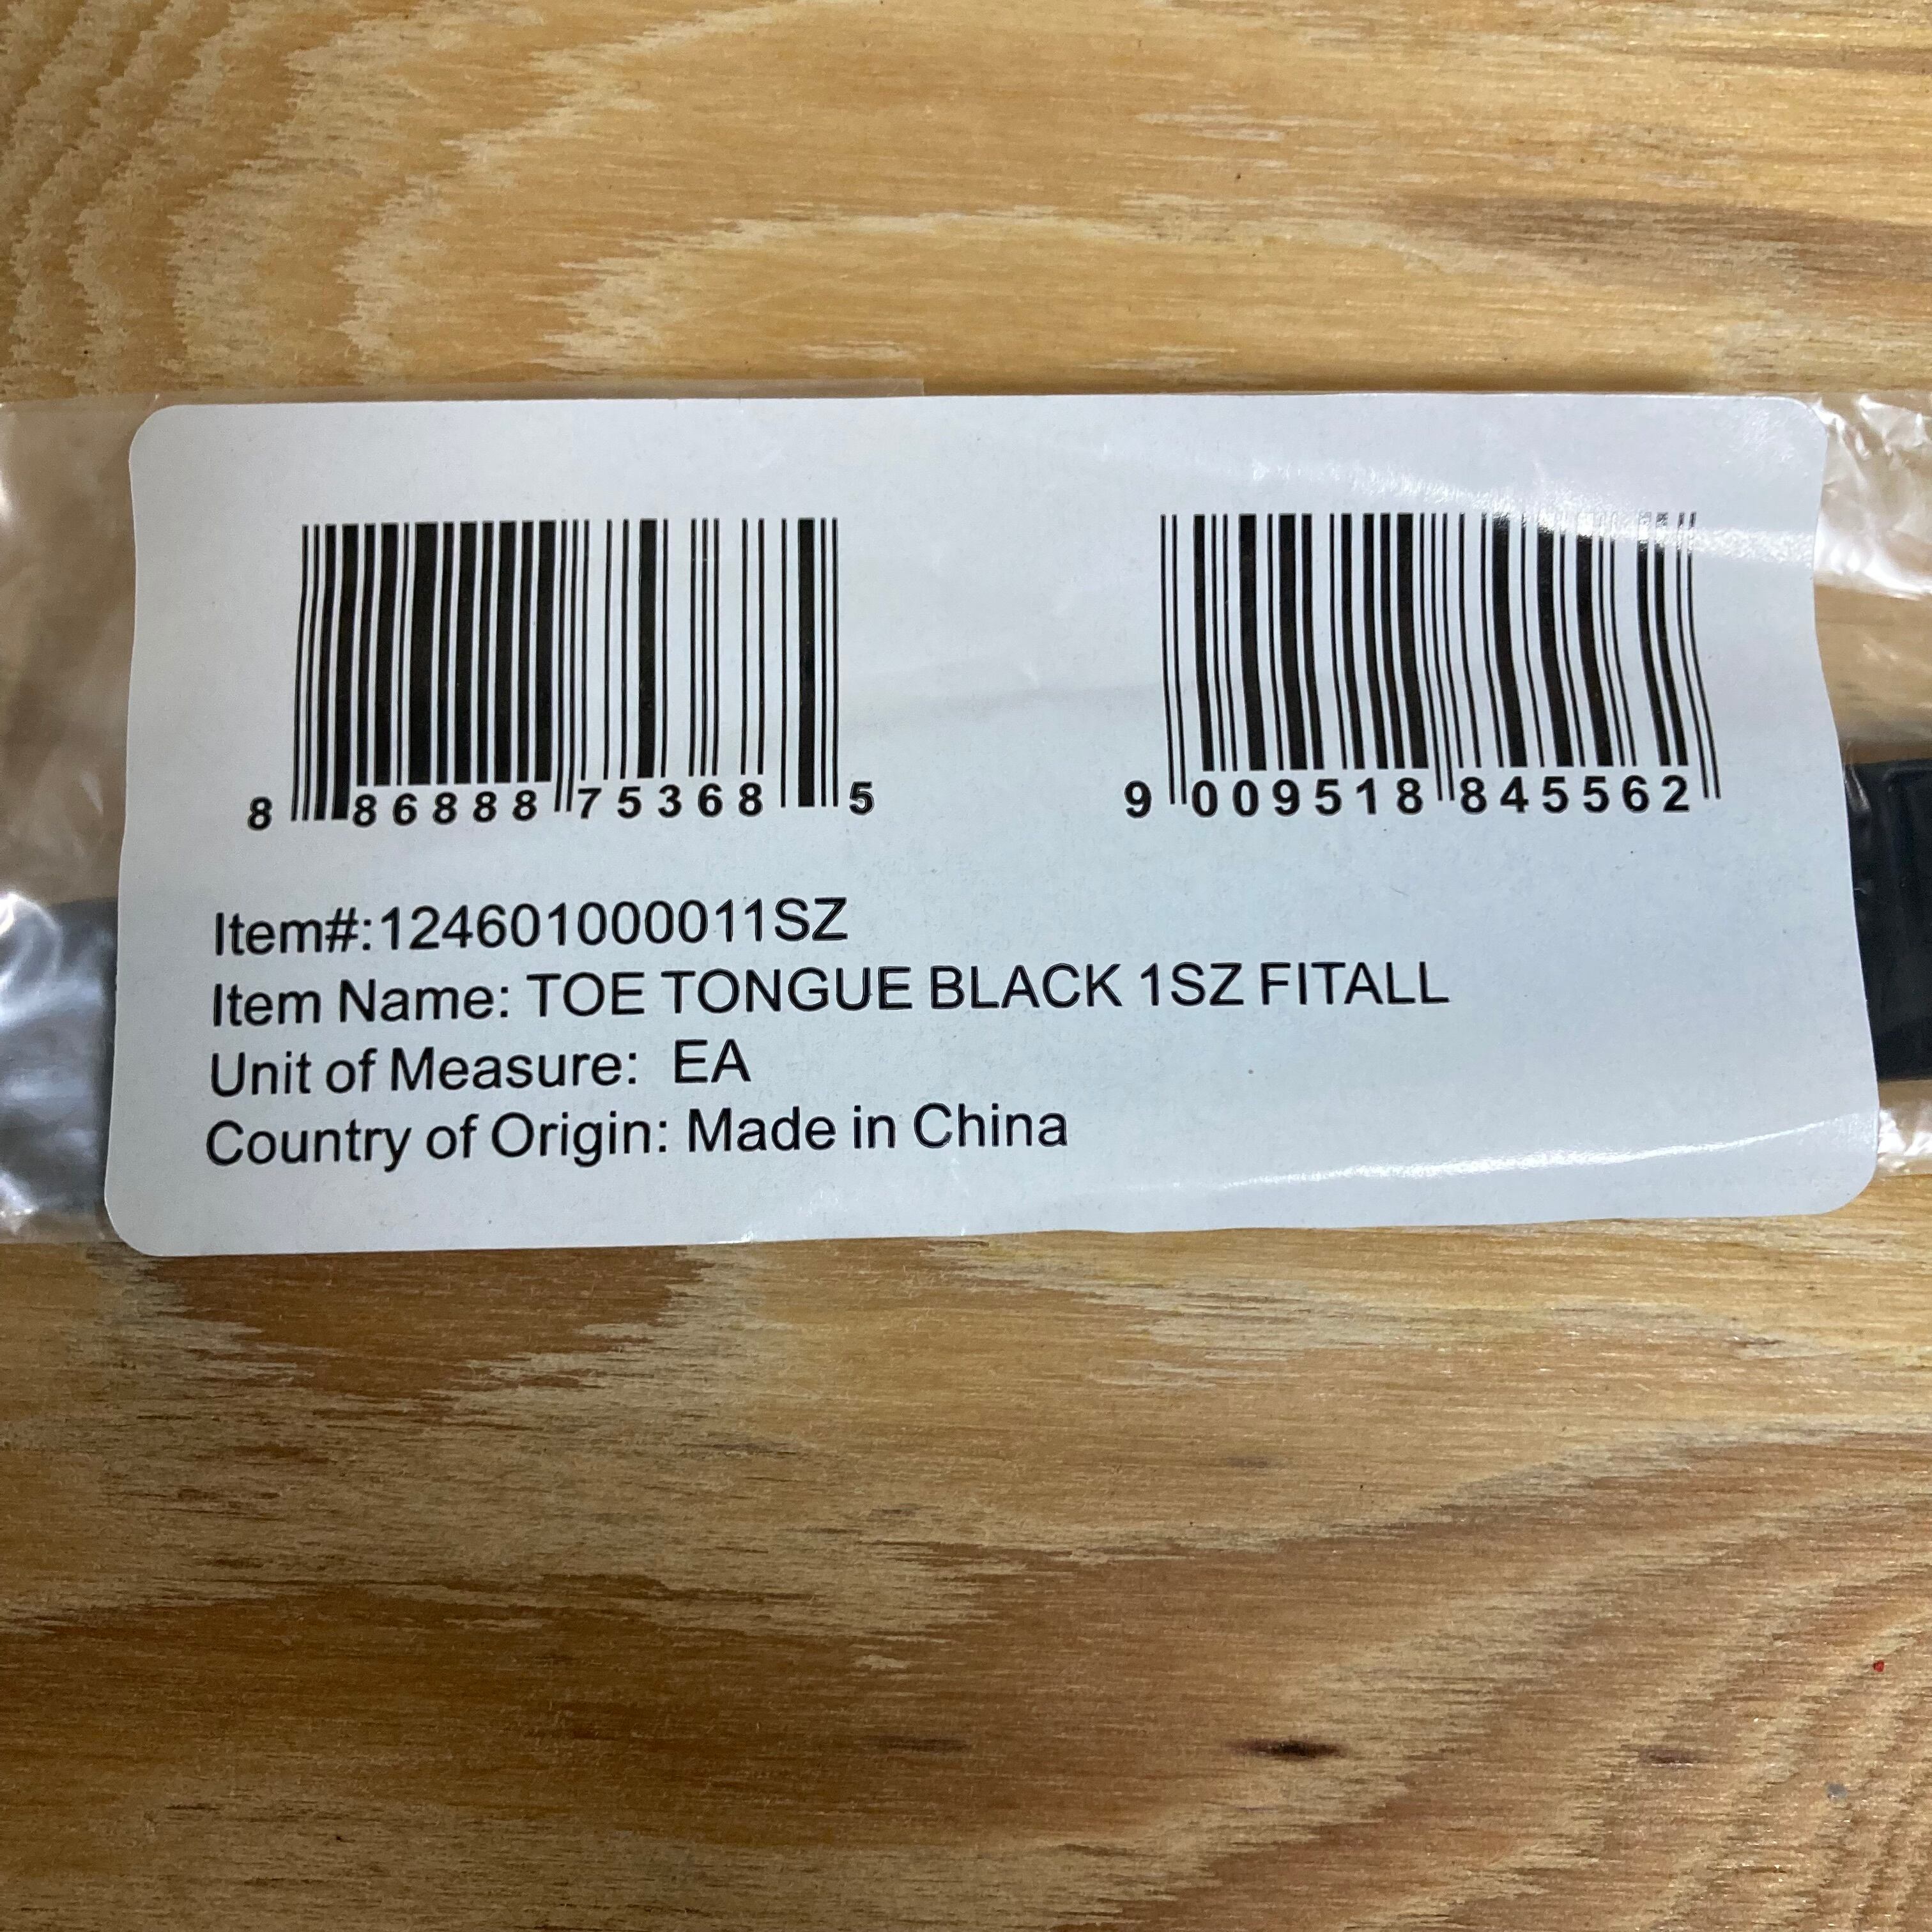 8 86888 75368 5
9 009518 845562
Item#:124601000011SZ
Item Name: TOE TONGUE BLACK 1SZ FITALL
Unit of Measure: EA
Country of Origin: Made in China